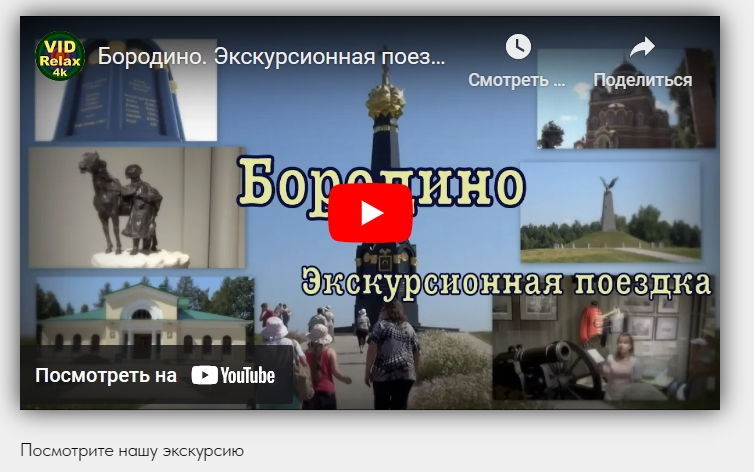 VID
Relax
4k
Бородино. Экскурсионная поез...
Смотреть ...
Поделиться
Бородино
Экскурсионная поездка
Посмотреть на YouTube
Посмотрите нашу экскурсию